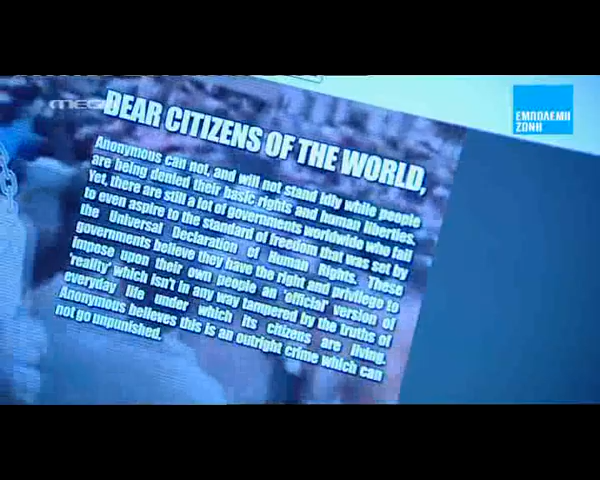 MEGA
ΕΜΠΟΛΕΜΗ
ΖΩΝΗ
DEAR CITIZENS OF THE WORLD,
Anonymous can not, and will not stand idly while people
are being denied their basic rights and human liberties.
Yet, there are still a lot of governments worldwide who fail
to even aspire to the standard of freedom that was set by
the Universal Declaration of Human Rights. These
governments believe they have the right and privilege to
impose upon their own people an 'official' version of
'reality' which isn't in any way tampered by the truths of
everyday life under which its citizens are living.
Anonymous believes this is an outright crime which can
not go unpunished.